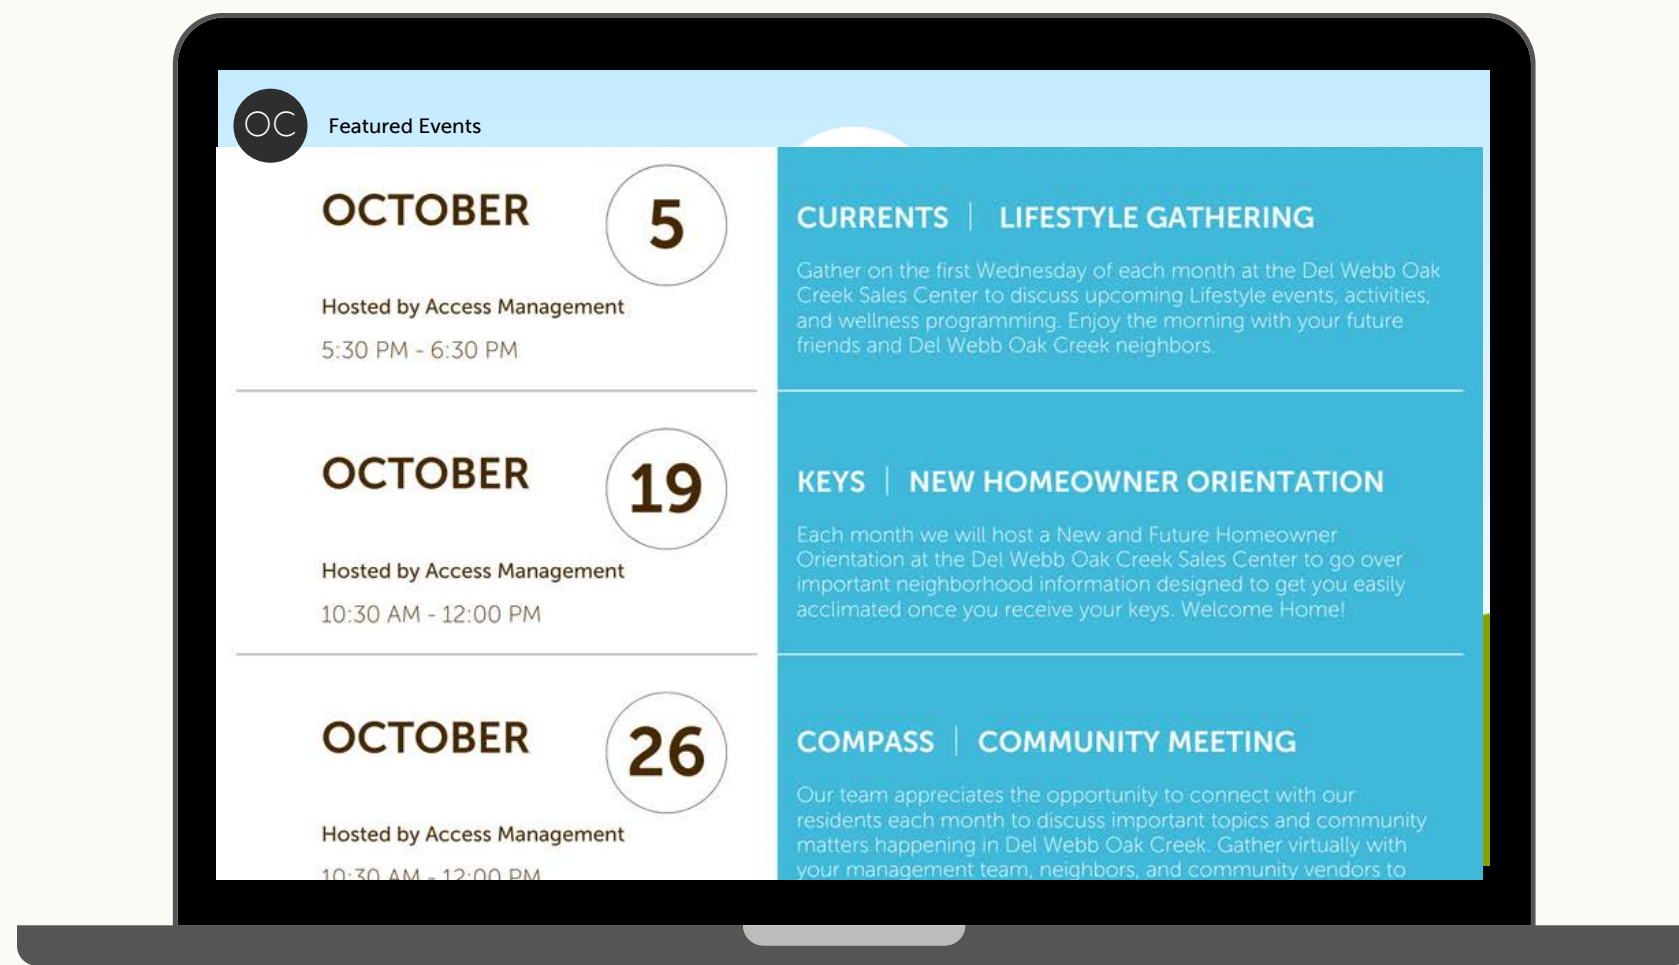 OC
Featured Events
OCTOBER
5
Hosted by Access Management
5:30 PM - 6:30 PM
CURRENTS | LIFESTYLE GATHERING
Gather on the first Wednesday of each month at the Del Webb Oak
Creek Sales Center to discuss upcoming Lifestyle events, activities,
and wellness programming. Enjoy the morning with your future
friends and Del Webb Oak Creek neighbors.
OCTOBER
19
Hosted by Access Management
10:30 AM - 12:00 PM
KEYS | NEW HOMEOWNER ORIENTATION
Each month we will host a New and Future Homeowner
Orientation at the Del Webb Oak Creek Sales Center to go over
important neighborhood information designed to get you easily
acclimated once you receive your keys. Welcome Home!
OCTOBER
26
Hosted by Access Management
10:30 AM - 12:00 PM
COMPASS | COMMUNITY MEETING
Our team appreciates the opportunity to connect with our
residents each month to discuss important topics and community
matters happening in Del Webb Oak Creek. Gather virtually with
your management team, neighbors, and community vendors to